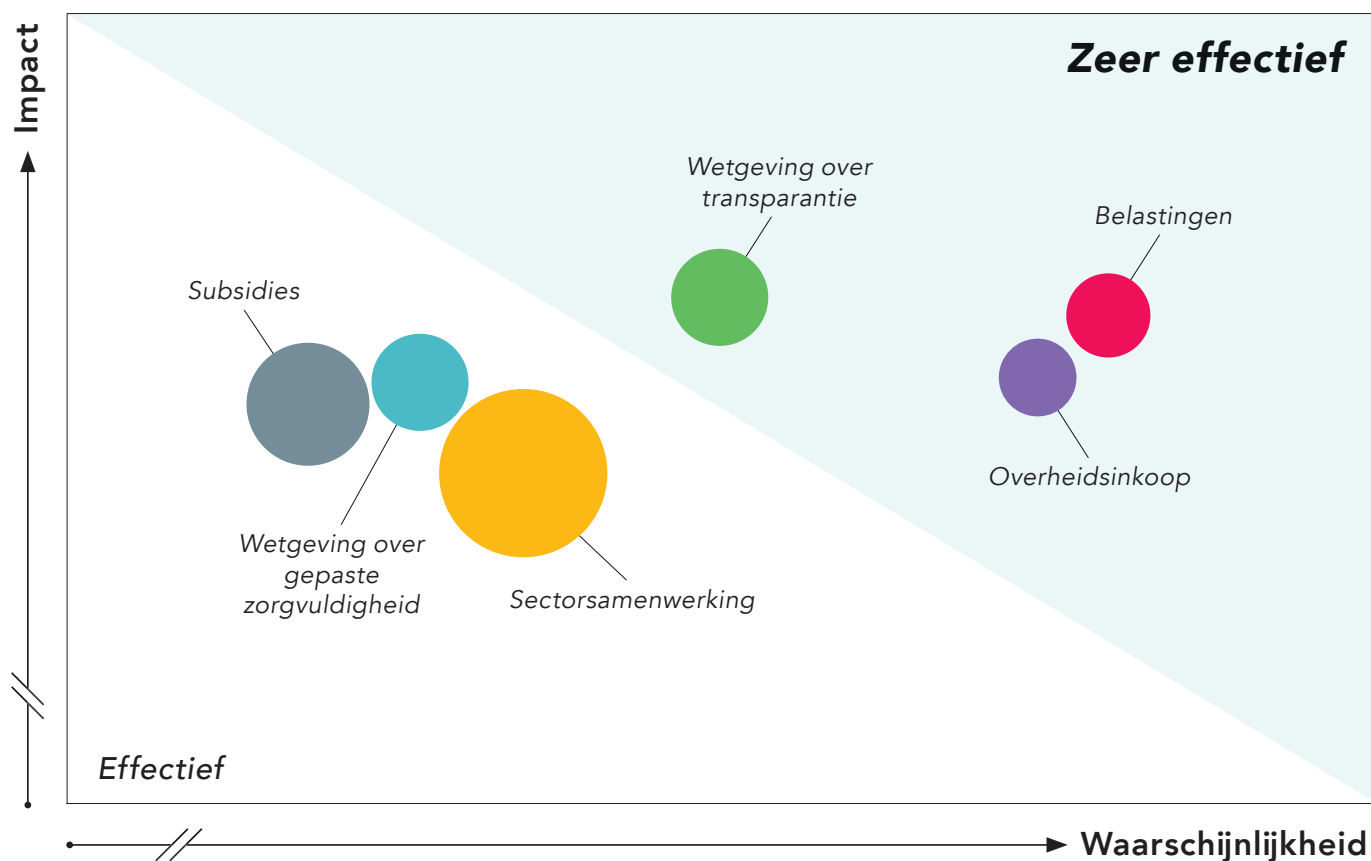 Impact
Zeer effectief
Wetgeving over
transparantie
Belastingen
Subsidies
Overheidsinkoop
Wetgeving over
gepaste
zorgvuldigheid
Sectorsamenwerking
Effectief
Waarschijnlijkheid